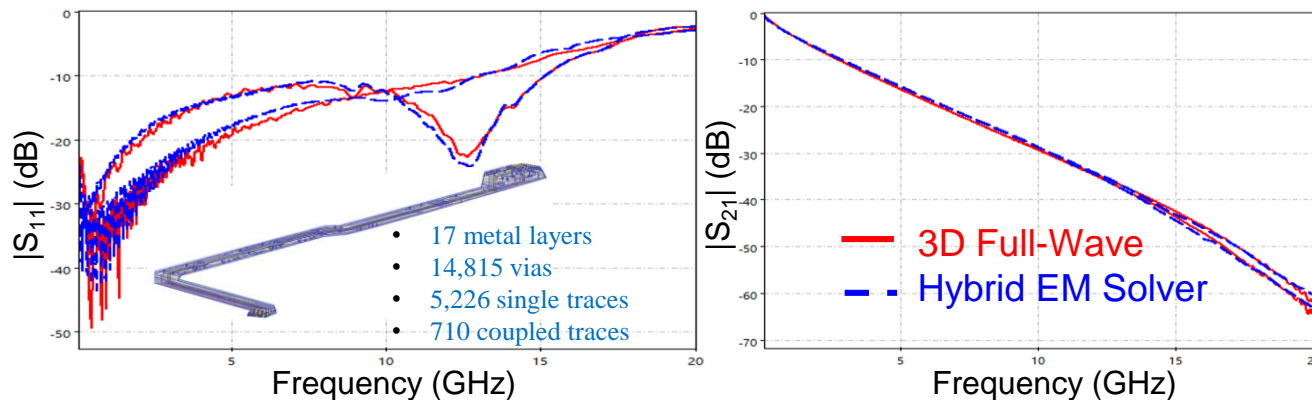 |S11| (dB)
0
-10
-20
-30
-40
-50
5
10
15
20
Frequency (GHz)
• 17 metal layers
• 14,815 vias
• 5,226 single traces
• 710 coupled traces
|S21| (dB)
0
-10
-20
-30
-40
-50
-60
-70
5
10
15
2
Frequency (GHz)
3D Full-Wave
Hybrid EM Solver